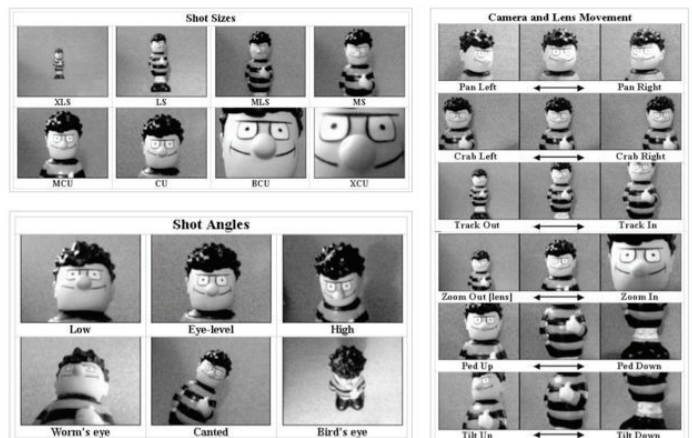 Shot Sizes
XLS LS MLS MS
MCU CU BCU XCU
Shot Angles
Low Eye-level High
Worm's eye Canted Bird's eye
Camera and Lens Movement
Pan Left Pan Right
Crab Left Crab Right
Track Out Track In
Zoom Out [lens] Zoom In
Ped Up Ped Down
Tilt Up Tilt Down